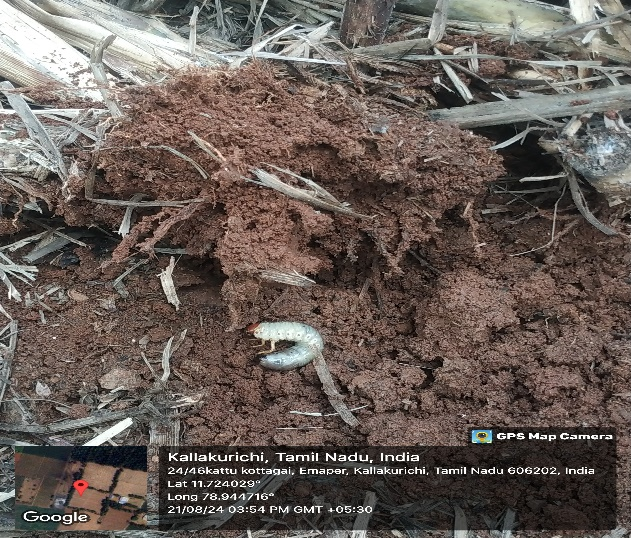 GPS Map Camera
Kallakurichi, Tamil Nadu, India
24/46kattu kottagai, Emaper, Kallakurichi, Tamil Nadu 606202, India
Lat 11.724029°
Long 78.944716°
21/08/24 03:54 PM GMT +05:30
Google